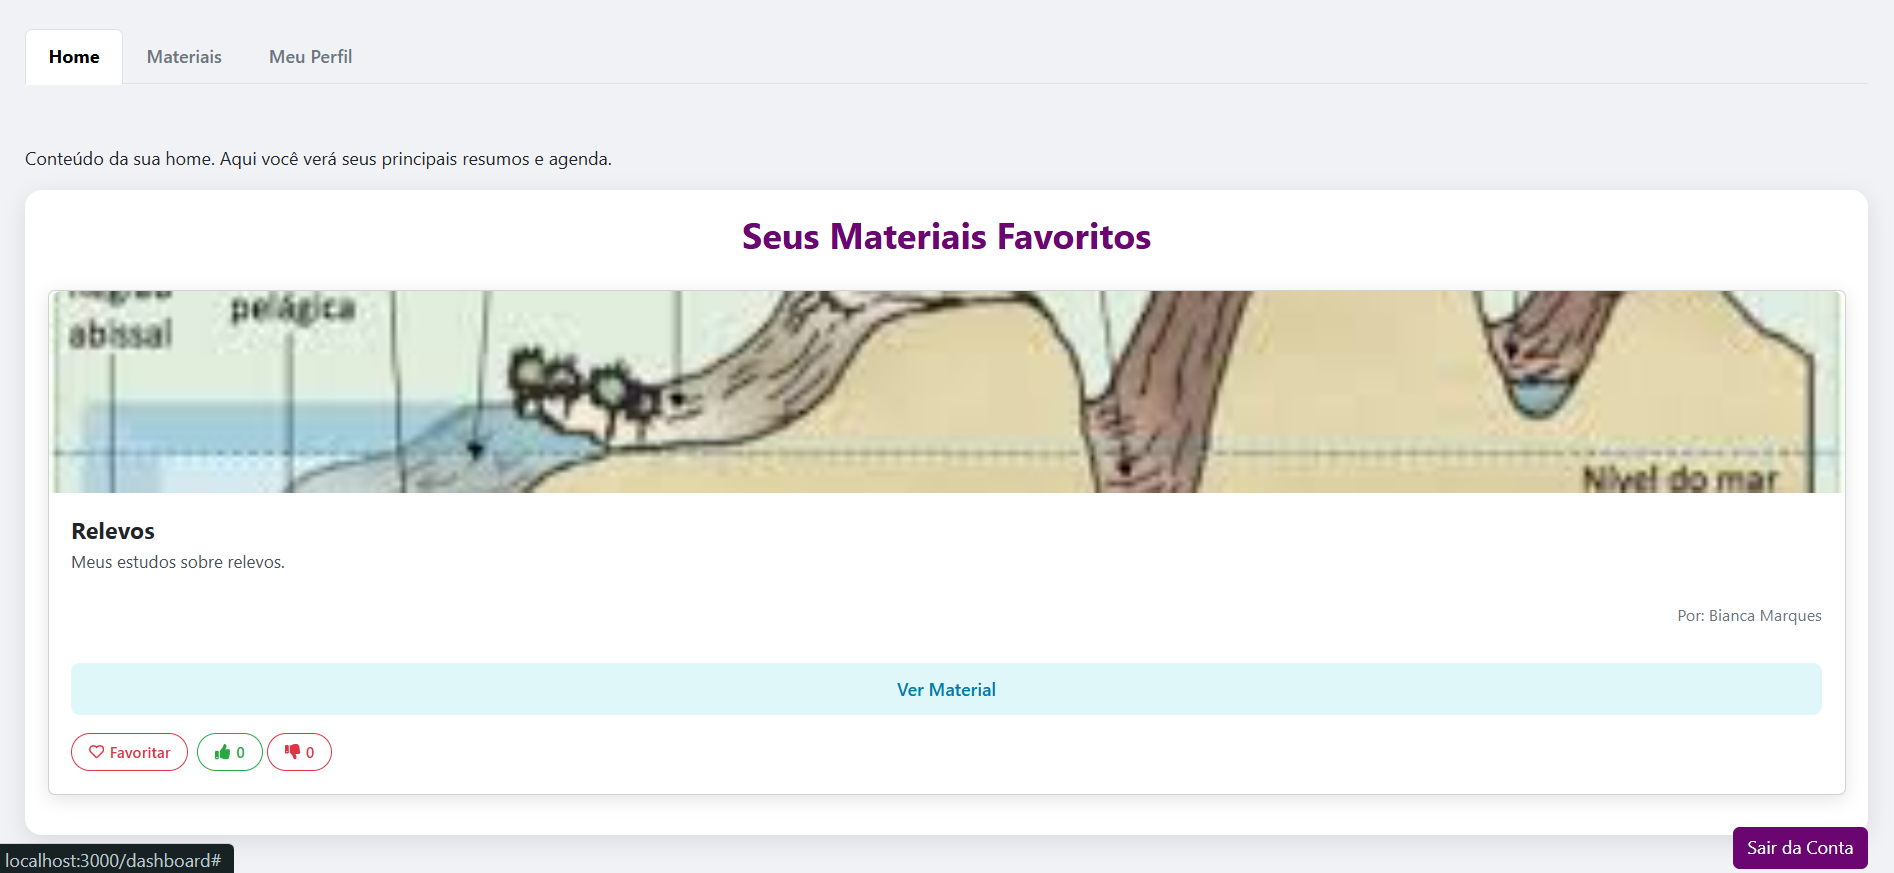 Home Materiais Meu Perfil
Conteúdo da sua home. Aqui você verá seus principais resumos e agenda.
Seus Materiais Favoritos
abissal
pelágica
Nível do mar
Relevos
Meus estudos sobre relevos.
Por: Bianca Marques
Ver Material
Favoritar 0 0
Sair da Conta
localhost:3000/dashboard#